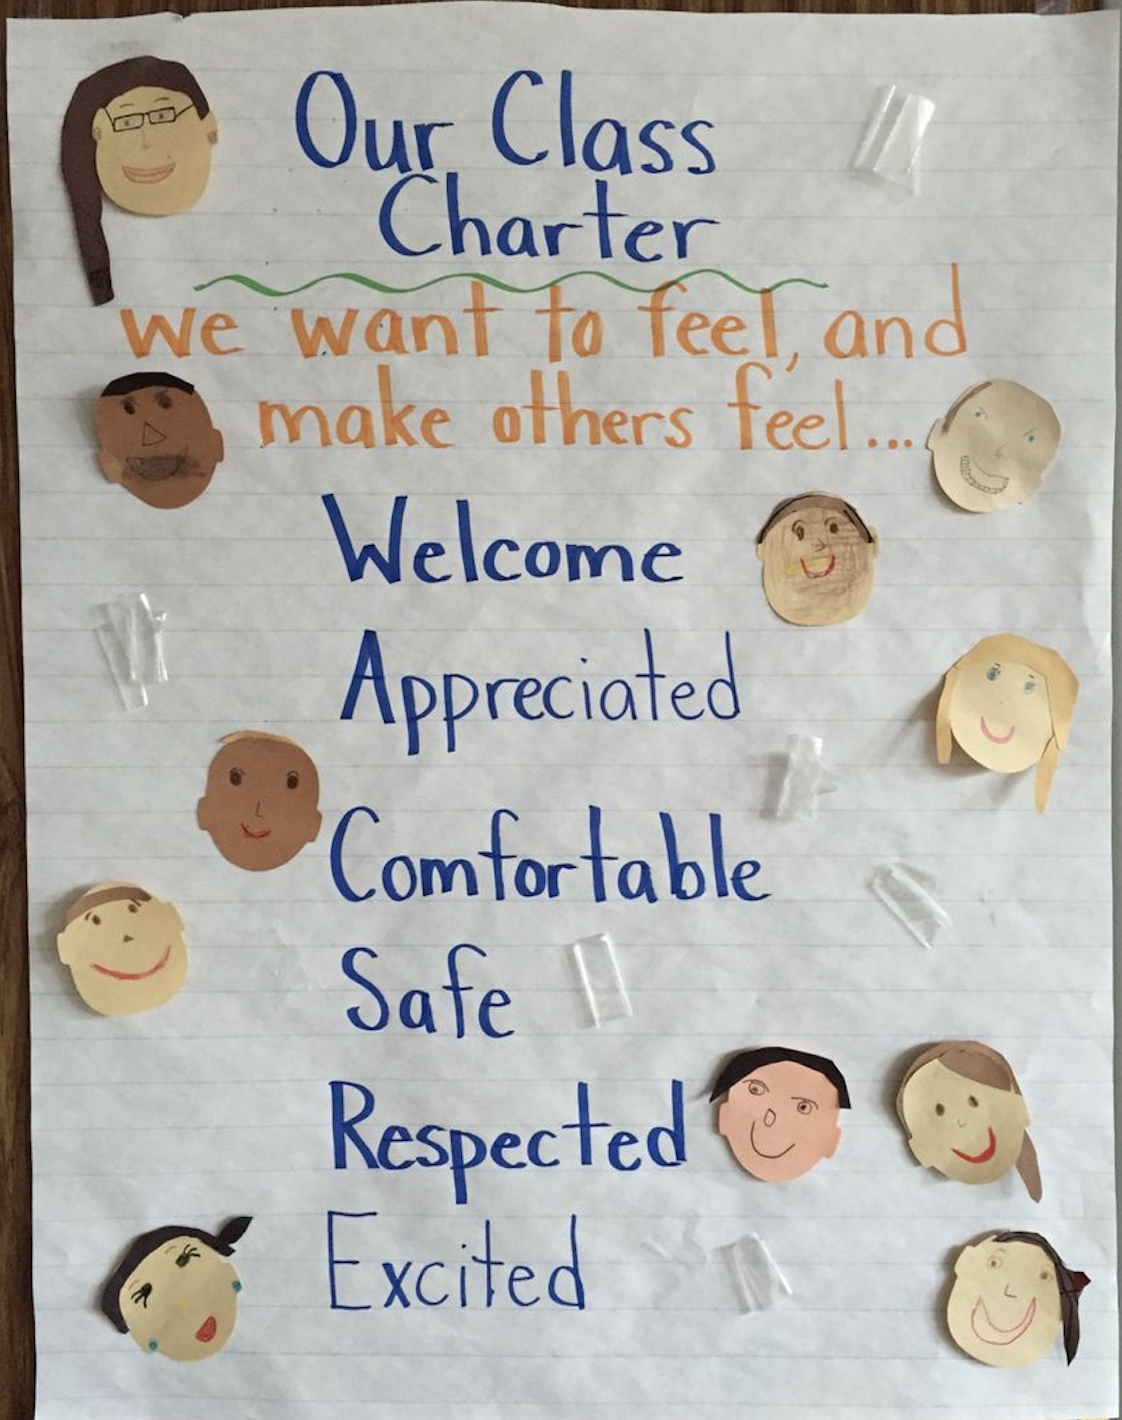 Our Class
Charter
we want to feel, and
make others feel...
Welcome
Appreciated
Comfortable
Safe
Respected
Excited